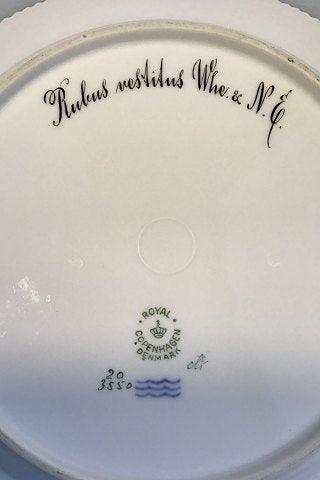 Rubus vestitus Whe. & N. E.
ROYAL
COPENHAGEN
DENMARK
20
3550